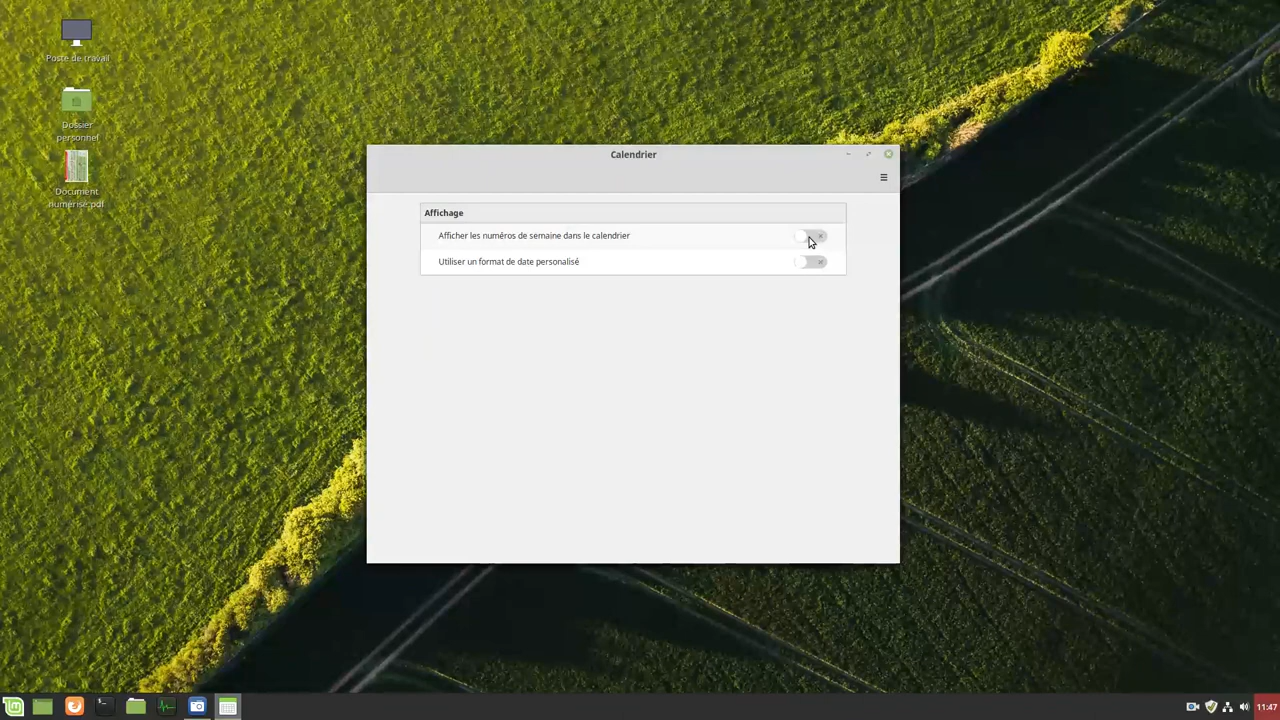 Poste de travail
Dossier
personnel
Document
numérisé.pdf
Calendrier
Affichage
Afficher les numéros de semaine dans le calendrier
Utiliser un format de date personalisé
11:47